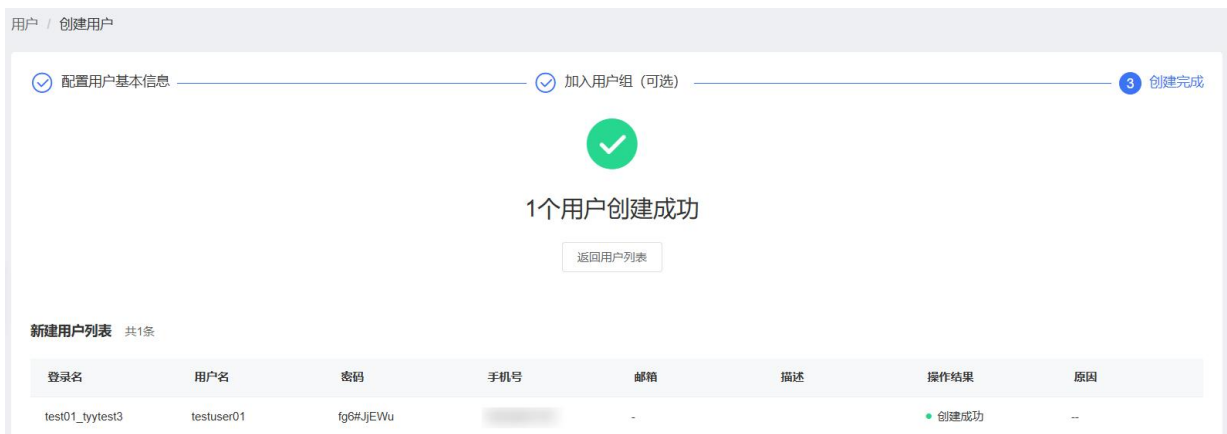 用户 / 创建用户
配置用户基本信息 加入用户组（可选） 3 创建完成
1个用户创建成功
返回用户列表
新建用户列表 共1条
登录名 用户名 密码 手机号 邮箱 描述 操作结果 原因
test01_tyytest3 testuser01 fg6#JjEWu - 创建成功 --